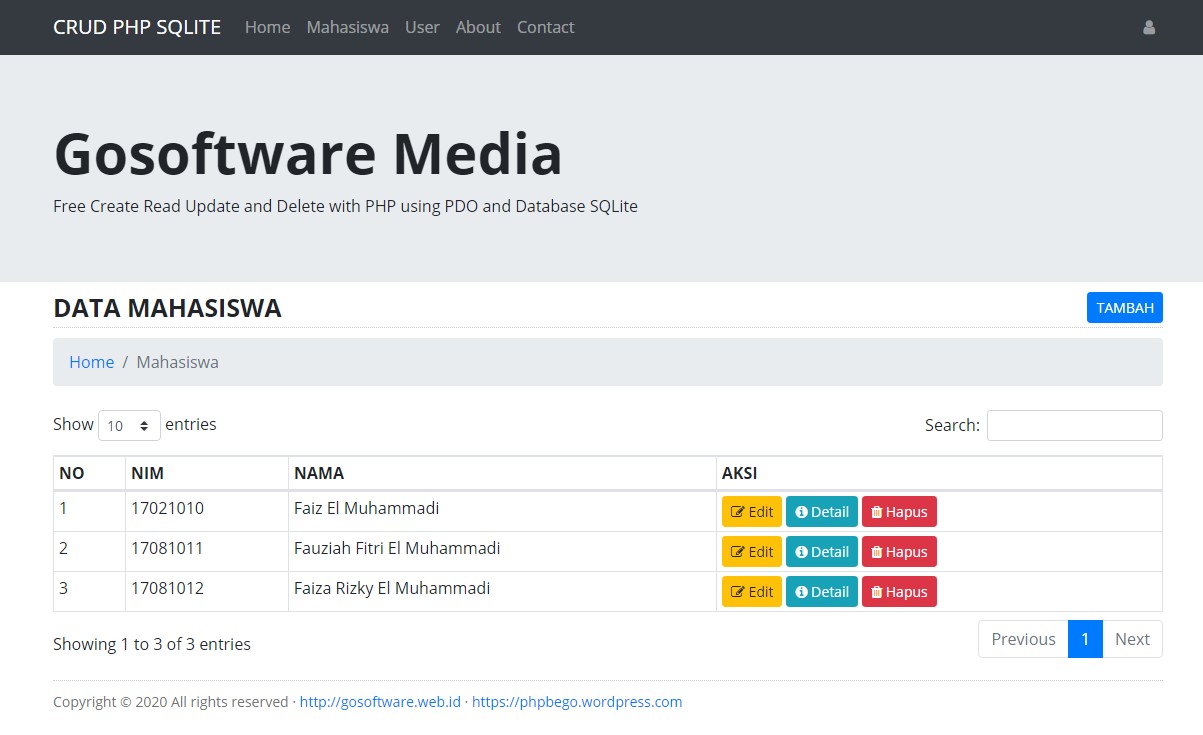 CRUD PHP SQLITE Home Mahasiswa User About Contact
Gosoftware Media
Free Create Read Update and Delete with PHP using PDO and Database SQLite
DATA MAHASISWA TAMBAH
Home / Mahasiswa
Show 10 entries Search:
NO NIM NAMA AKSI
1 17021010 Faiz El Muhammadi Edit Detail Hapus
2 17081011 Fauziah Fitri El Muhammadi Edit Detail Hapus
3 17081012 Faiza Rizky El Muhammadi Edit Detail Hapus
Showing 1 to 3 of 3 entries Previous 1 Next
Copyright © 2020 All rights reserved · http://gosoftware.web.id · https://phpbego.wordpress.com